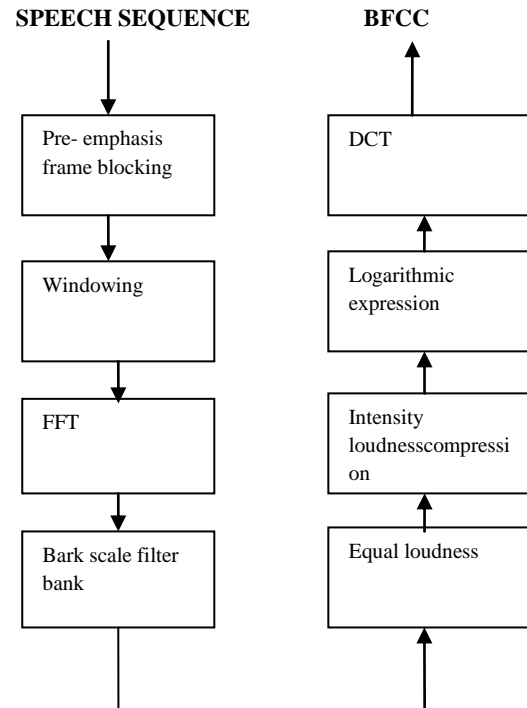 SPEECH SEQUENCE
Pre- emphasis
frame blocking
Windowing
FFT
Bark scale filter
bank
BFCC
DCT
Logarithmic
expression
Intensity
loudnesscompressi
on
Equal loudness